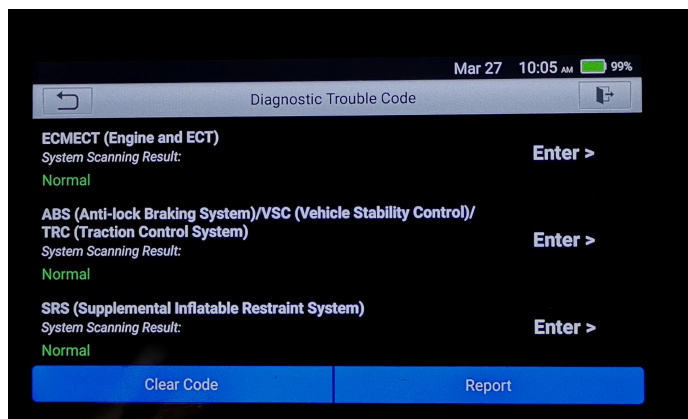 Mar 27 10:05 AM 99%
Diagnostic Trouble Code
ECMECT (Engine and ECT)
System Scanning Result:
Enter >
Normal
ABS (Anti-lock Braking System)/VSC (Vehicle Stability Control)/
TRC (Traction Control System)
Enter >
System Scanning Result:
Normal
SRS (Supplemental Inflatable Restraint System)
System Scanning Result:
Enter >
Normal
Clear Code Report